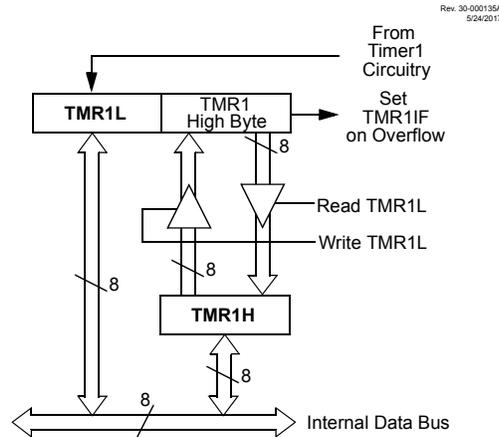 Rev. 30-000135A
5/24/2017
From
Timer1
Circuitry
TMR1L
TMR1
High Byte
Set
TMR1IF
on Overflow
8
Read TMR1L
Write TMR1L
8
8
TMR1H
8
8
Internal Data Bus